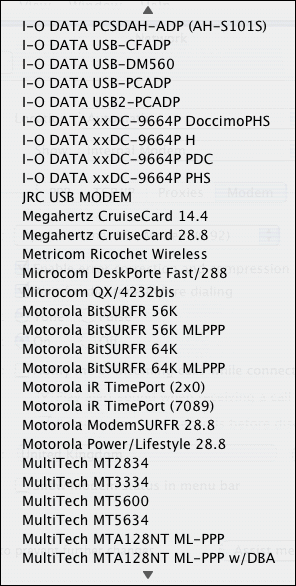 I-O DATA PCSDAH-ADP (AH-S101S)
I-O DATA USB-CFADP
I-O DATA USB-DM560
I-O DATA USB-PCADP
I-O DATA USB2-PCADP
I-O DATA xxDC-9664P DoccimoPHS
I-O DATA xxDC-9664P H
I-O DATA xxDC-9664P PDC
I-O DATA xxDC-9664P PHS
JRC USB MODEM
Megahertz CruiseCard 14.4
Megahertz CruiseCard 28.8
Metricom Ricochet Wireless
Microcom DeskPorte Fast/288
Microcom QX/4232bis
Motorola BitSURFR 56K
Motorola BitSURFR 56K MLPPP
Motorola BitSURFR 64K
Motorola BitSURFR 64K MLPPP
Motorola iR TimePort (2x0)
Motorola iR TimePort (7089)
Motorola ModemSURFR 28.8
Motorola Power/Lifestyle 28.8
MultiTech MT2834
MultiTech MT3334
MultiTech MT5600
MultiTech MT5634
MultiTech MTA128NT ML-PPP
MultiTech MTA128NT ML-PPP w/DBA